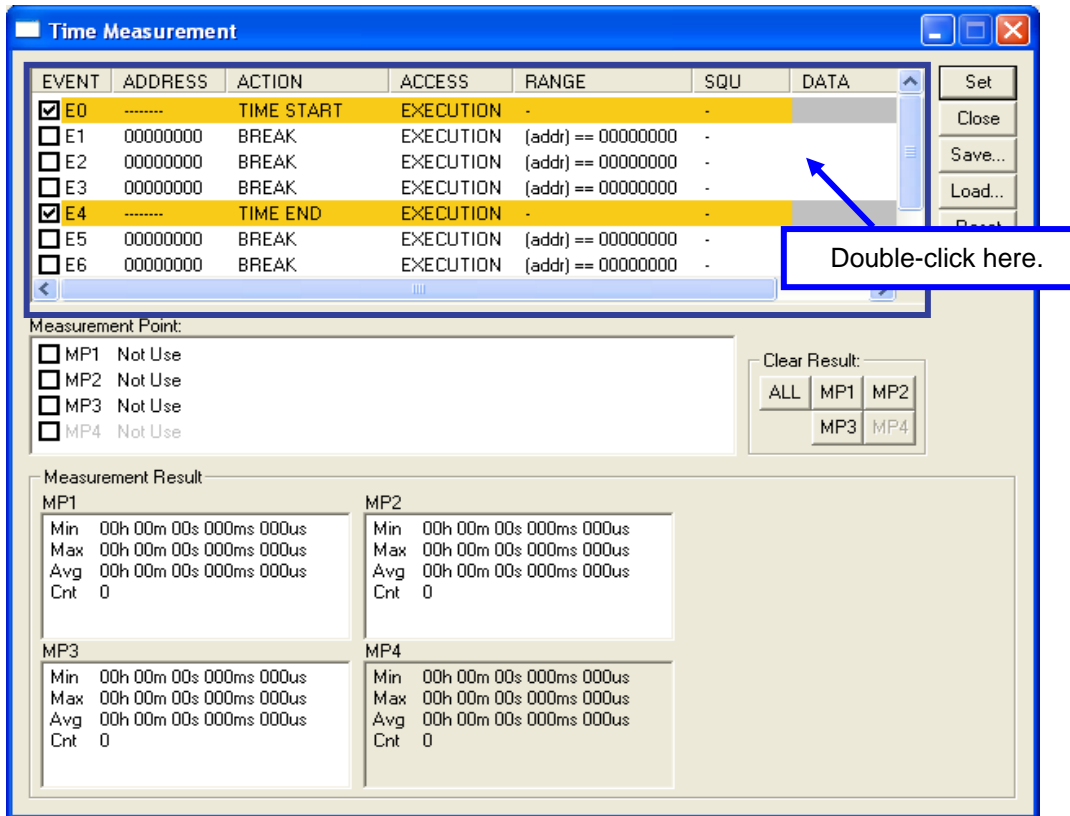 Time Measurement
EVENT ADDRESS ACTION ACCESS RANGE SQU DATA
E0 -------- TIME START EXECUTION - -
E1 00000000 BREAK EXECUTION (addr) == 00000000 -
E2 00000000 BREAK EXECUTION (addr) == 00000000 -
E3 00000000 BREAK EXECUTION (addr) == 00000000 -
E4 -------- TIME END EXECUTION - -
E5 00000000 BREAK EXECUTION (addr) == 00000000 -
E6 00000000 BREAK EXECUTION (addr) == 00000000 -
Set
Close
Save...
Load...
Reset
Double-click here.
Measurement Point:
MP1 Not Use
MP2 Not Use
MP3 Not Use
MP4 Not Use
Clear Result:
ALL MP1 MP2
MP3 MP4
Measurement Result
MP1
Min 00h 00m 00s 000ms 000us
Max 00h 00m 00s 000ms 000us
Avg 00h 00m 00s 000ms 000us
Cnt 0
MP2
Min 00h 00m 00s 000ms 000us
Max 00h 00m 00s 000ms 000us
Avg 00h 00m 00s 000ms 000us
Cnt 0
MP3
Min 00h 00m 00s 000ms 000us
Max 00h 00m 00s 000ms 000us
Avg 00h 00m 00s 000ms 000us
Cnt 0
MP4
Min 00h 00m 00s 000ms 000us
Max 00h 00m 00s 000ms 000us
Avg 00h 00m 00s 000ms 000us
Cnt 0